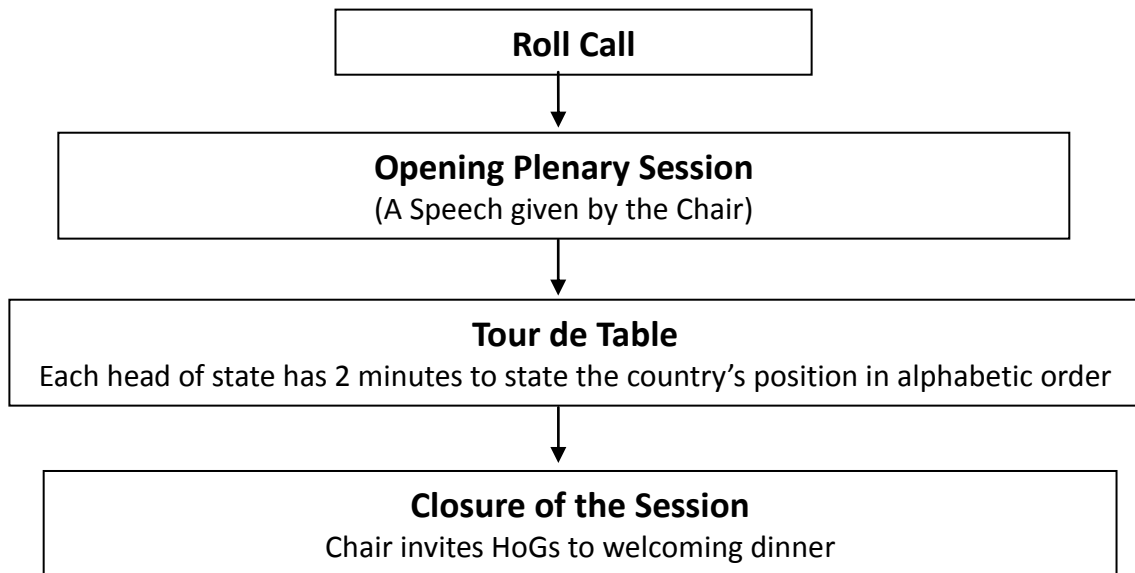 Roll Call
Opening Plenary Session
(A Speech given by the Chair)
Tour de Table
Each head of state has 2 minutes to state the country’s position in alphabetic order
Closure of the Session
Chair invites HoGs to welcoming dinner